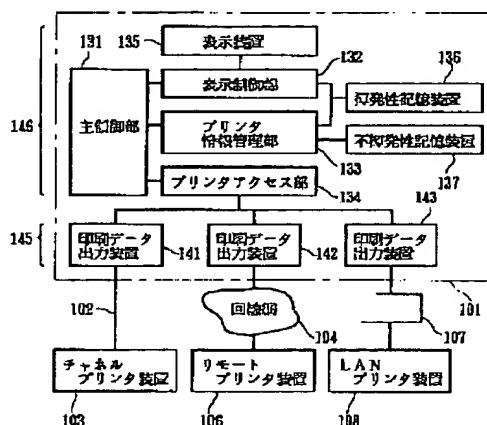 135
表示装置
131
132
表示制御部
136
揮発性記憶装置
146
主制御部
プリンタ
情報管理部
133
不揮発性記憶装置
137
プリンタアクセス部
134
143
145
印刷データ
出力装置
141
印刷データ
出力装置
142
印刷データ
出力装置
101
102
回線網
104
107
チャネル
プリンタ装置
103
リモート
プリンタ装置
106
LAN
プリンタ装置
108